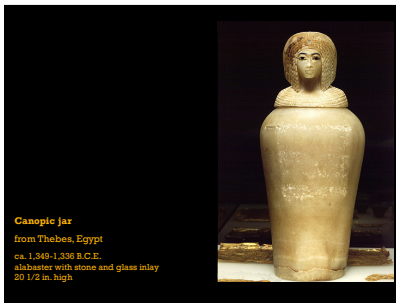 Canopic jar
from Thebes, Egypt
ca. 1,349-1,336 B.C.E.
alabaster with stone and glass inlay
20 1/2 in. high